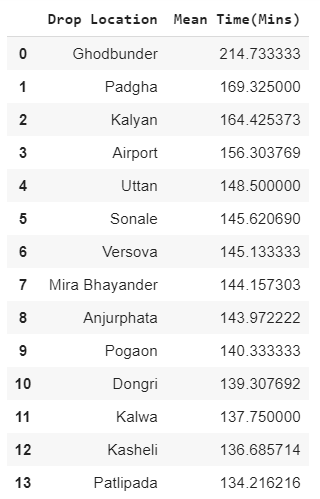 Drop Location Mean Time(Mins)
0 Ghodbunder 214.733333
1 Padgha 169.325000
2 Kalyan 164.425373
3 Airport 156.303769
4 Uttan 148.500000
5 Sonale 145.620690
6 Versova 145.133333
7 Mira Bhayander 144.157303
8 Anjurphata 143.972222
9 Pogaon 140.333333
10 Dongri 139.307692
11 Kalwa 137.750000
12 Kasheli 136.685714
13 Patlipada 134.216216